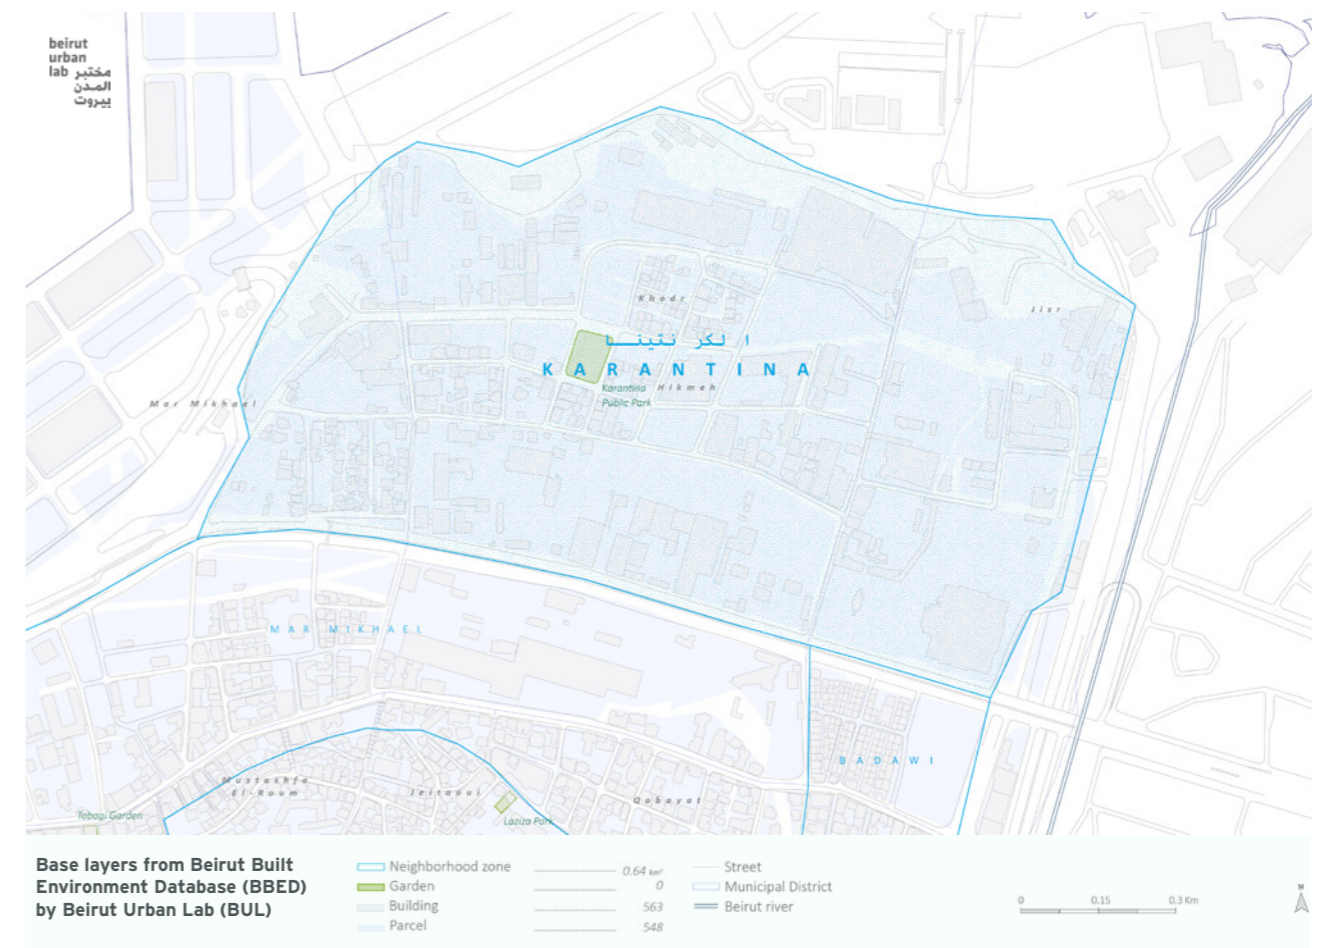 beirut
urban
lab مختبر
المدن
بيروت
Khodr
Jisr
الكرنتينا
KARANTINA
Hikmeh
Karantina
Public Park
Mar Mikhael
MAR MIKHAEL
BADAWI
Mustashfa
El-Roum
Jeitaoui
Qobayat
Tobagi Garden
Laziza Park
Base layers from Beirut Built
Environment Database (BBED)
by Beirut Urban Lab (BUL)
Neighborhood zone 0.64 km²
Garden 0
Building 563
Parcel 548
Street
Municipal District
Beirut river
0 0.15 0.3 Km
N